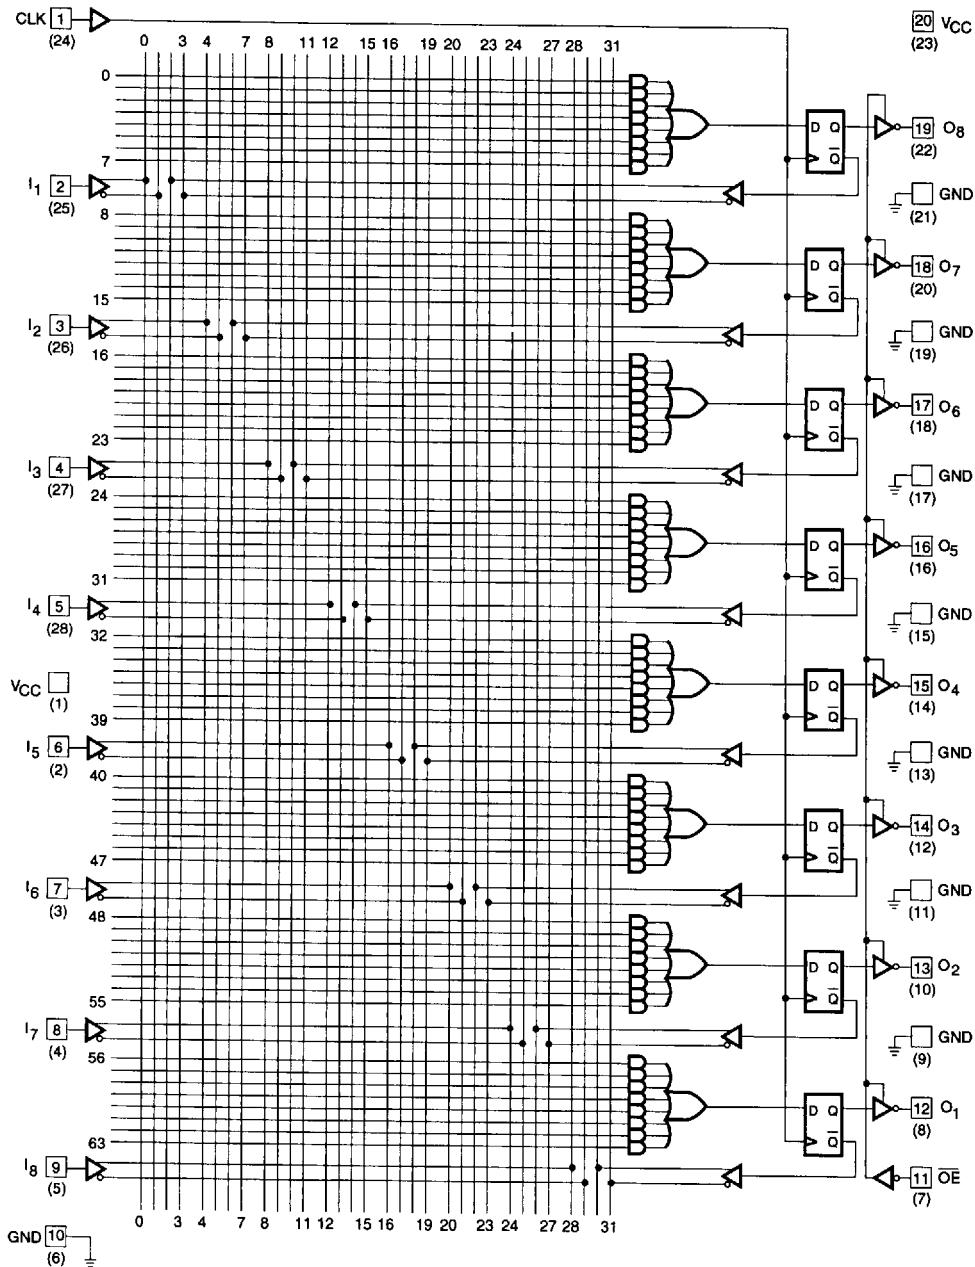 CLK 1
(24)
20 VCC
(23)
0 3 4 7 8 11 12 15 16 19 20 23 24 27 28 31
0
D Q
Q̅
19 O8
(22)
7
I1 2
(25)
GND
(21)
8
D Q
Q̅
18 O7
(20)
15
I2 3
(26)
GND
(19)
16
D Q
Q̅
17 O6
(18)
23
I3 4
(27)
GND
(17)
24
D Q
Q̅
16 O5
(16)
31
I4 5
(28)
GND
(15)
32
VCC
(1)
D Q
Q̅
15 O4
(14)
39
I5 6
(2)
GND
(13)
40
D Q
Q̅
14 O3
(12)
47
I6 7
(3)
GND
(11)
48
D Q
Q̅
13 O2
(10)
55
I7 8
(4)
GND
(9)
56
D Q
Q̅
12 O1
(8)
63
I8 9
(5)
11 O̅E̅
(7)
0 3 4 7 8 11 12 15 16 19 20 23 24 27 28 31
GND 10
(6)